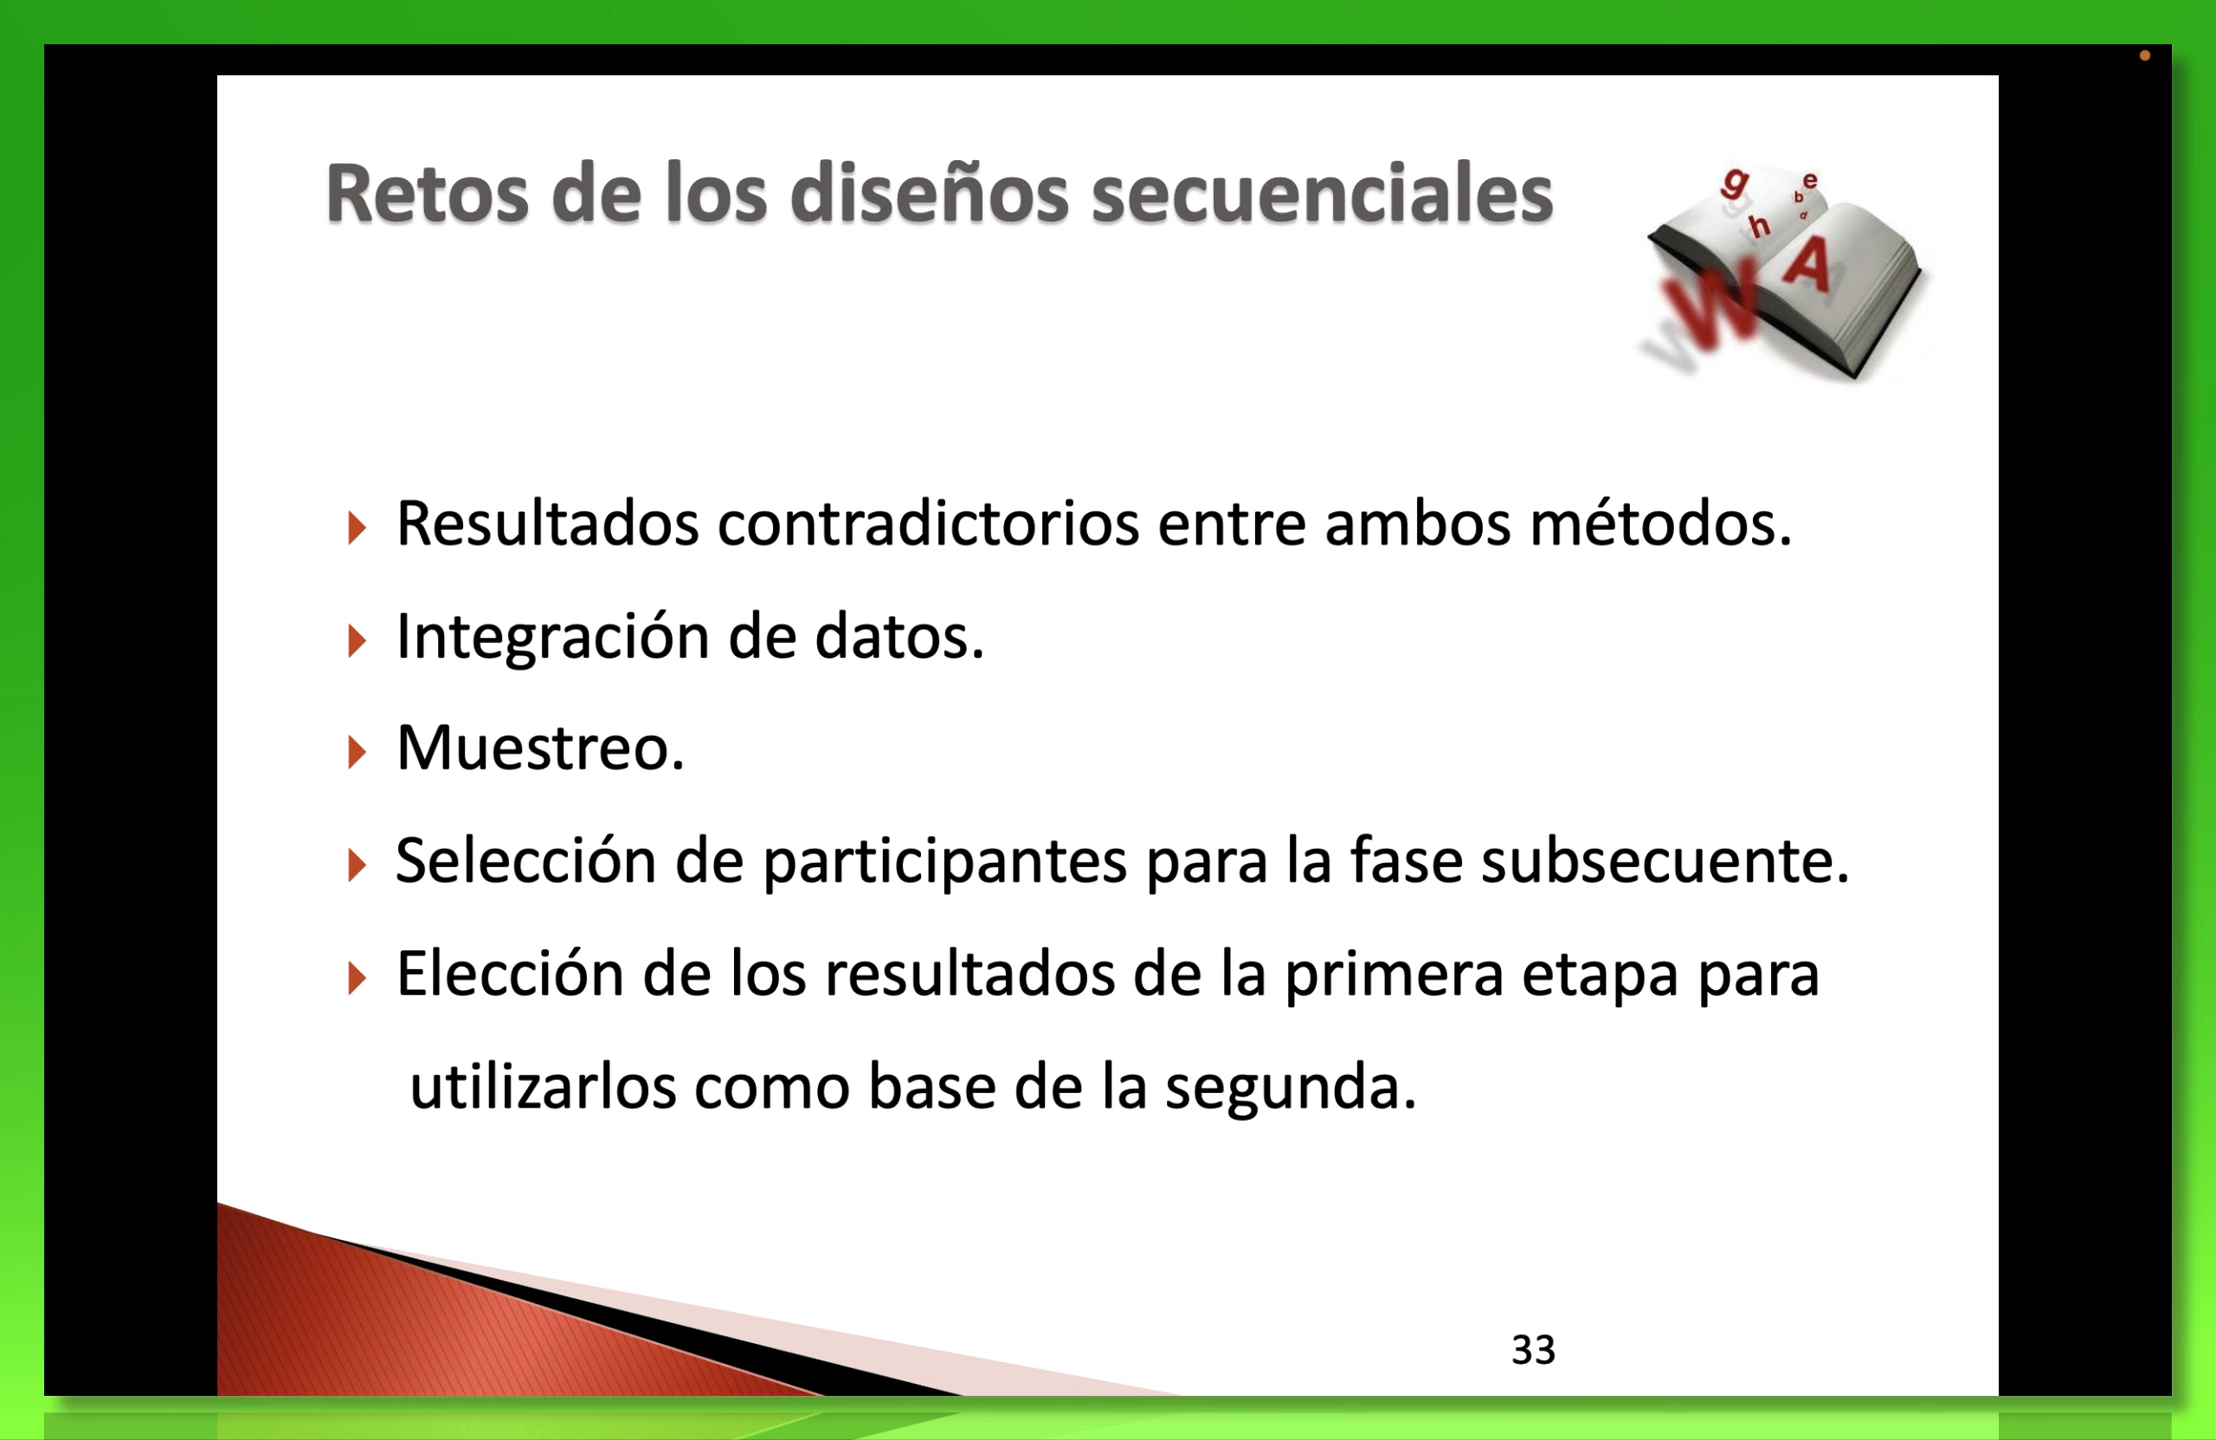 Retos de los diseños secuenciales
g
e
b
d
h
A
W
Resultados contradictorios entre ambos métodos.
Integración de datos.
Muestreo.
Selección de participantes para la fase subsecuente.
Elección de los resultados de la primera etapa para
utilizarlos como base de la segunda.
33